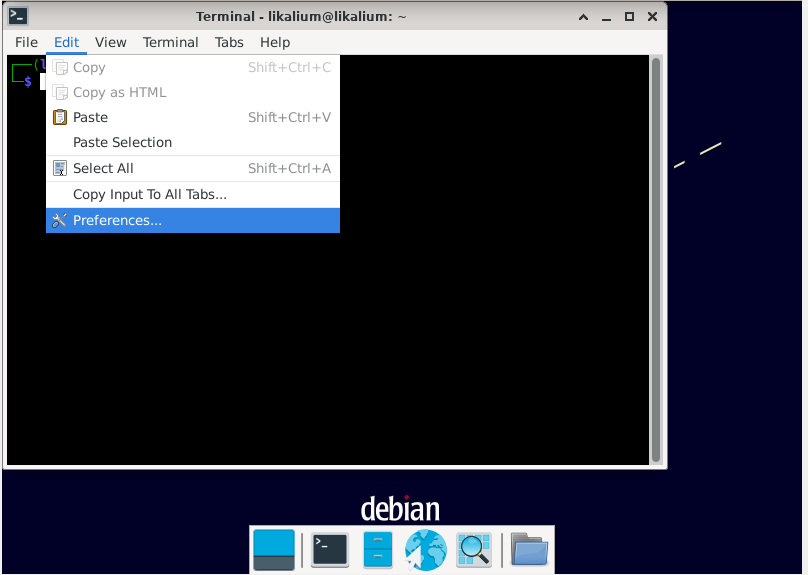 Terminal - likalium@likalium: ~
File Edit View Terminal Tabs Help
Copy Shift+Ctrl+C
Copy as HTML
Paste Shift+Ctrl+V
Paste Selection
Select All Shift+Ctrl+A
Copy Input To All Tabs...
Preferences...
(l
$
debian
>_